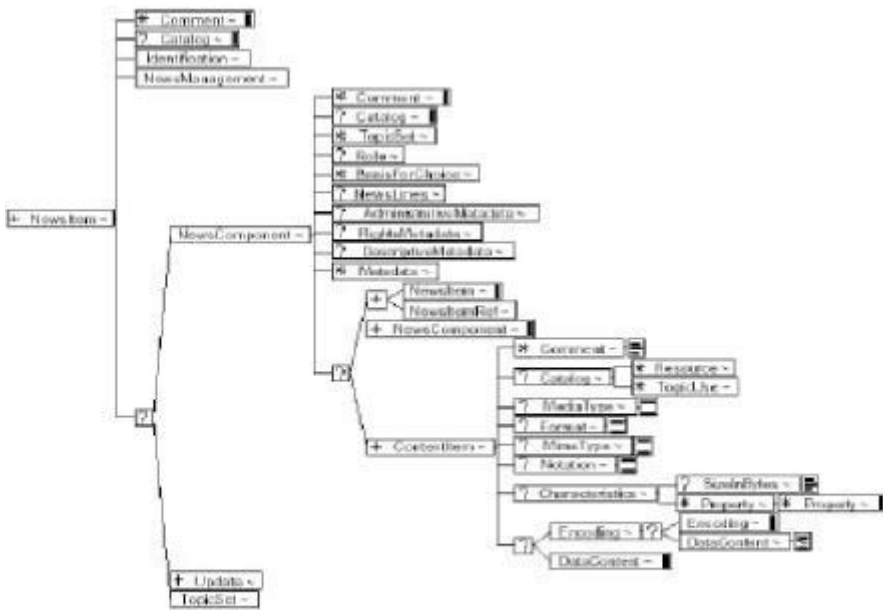 * Comment ~
? Catalog ~
Identification ~
NewsManagement ~
+ NewsItem ~
NewsComponent ~
* Comment ~
? Catalog ~
* TopicSet ~
? Role ~
* BasisForChoice ~
? NewsLines ~
? AdministrativeMetadata ~
? RightsMetadata ~
? DescriptiveMetadata ~
* Metadata ~
?
+
NewsItem ~
NewsItemRef ~
+ NewsComponent ~
+ ContentItem ~
* Comment ~
? Catalog ~
* Resource ~
* TopicUse ~
? MediaType ~
? Format ~
? MimeType ~
? Notation ~
? Characteristics ~
? SizeInBytes ~
* Property ~
* Property ~
?
Encoding ~
?
Encoding ~
DataContent ~
DataContent ~
?
+ Update ~
TopicSet ~